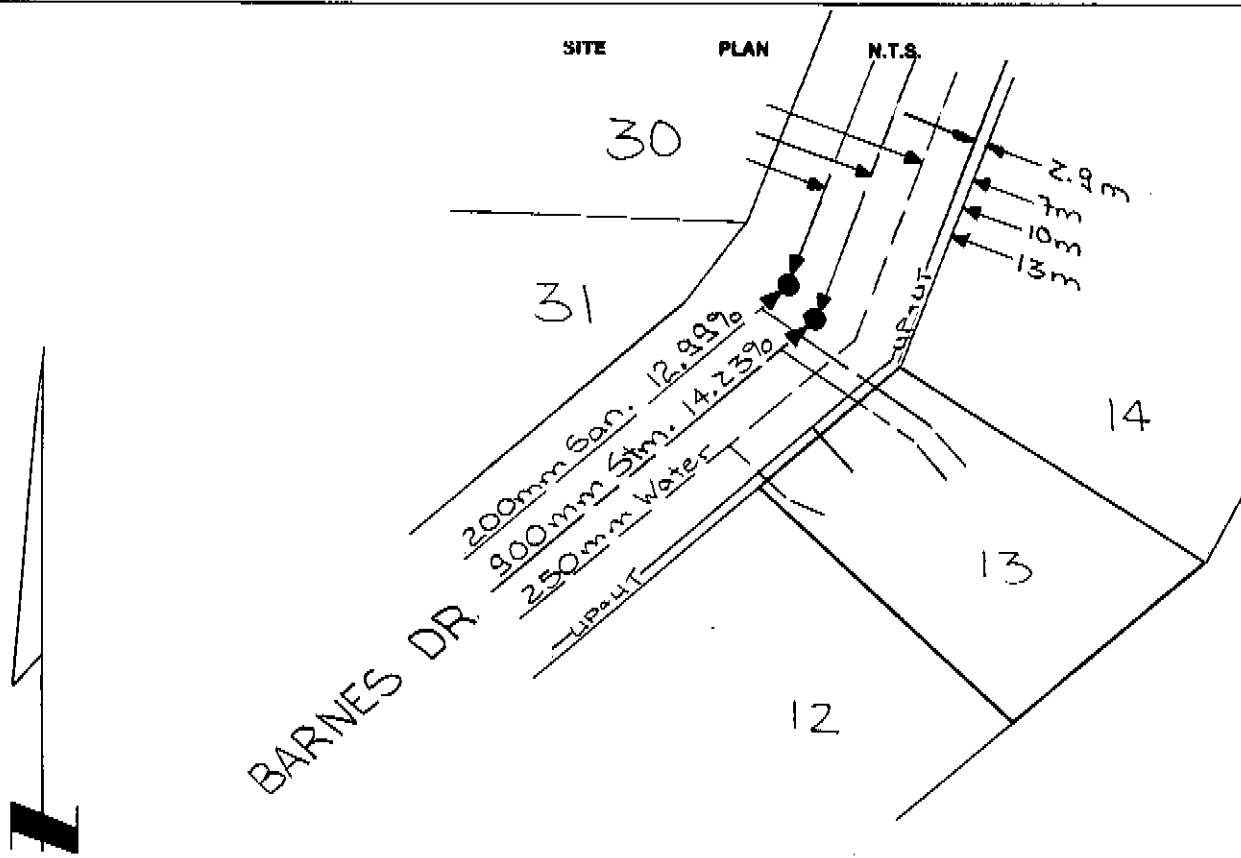 SITE PLAN N.T.S.
30
2.9m
7m
10m
13m
31
UP&UT
200mm San. 12.99%
900mm Stm. 14.23%
250mm Water
UP&UT
14
13
12
BARNES DR.